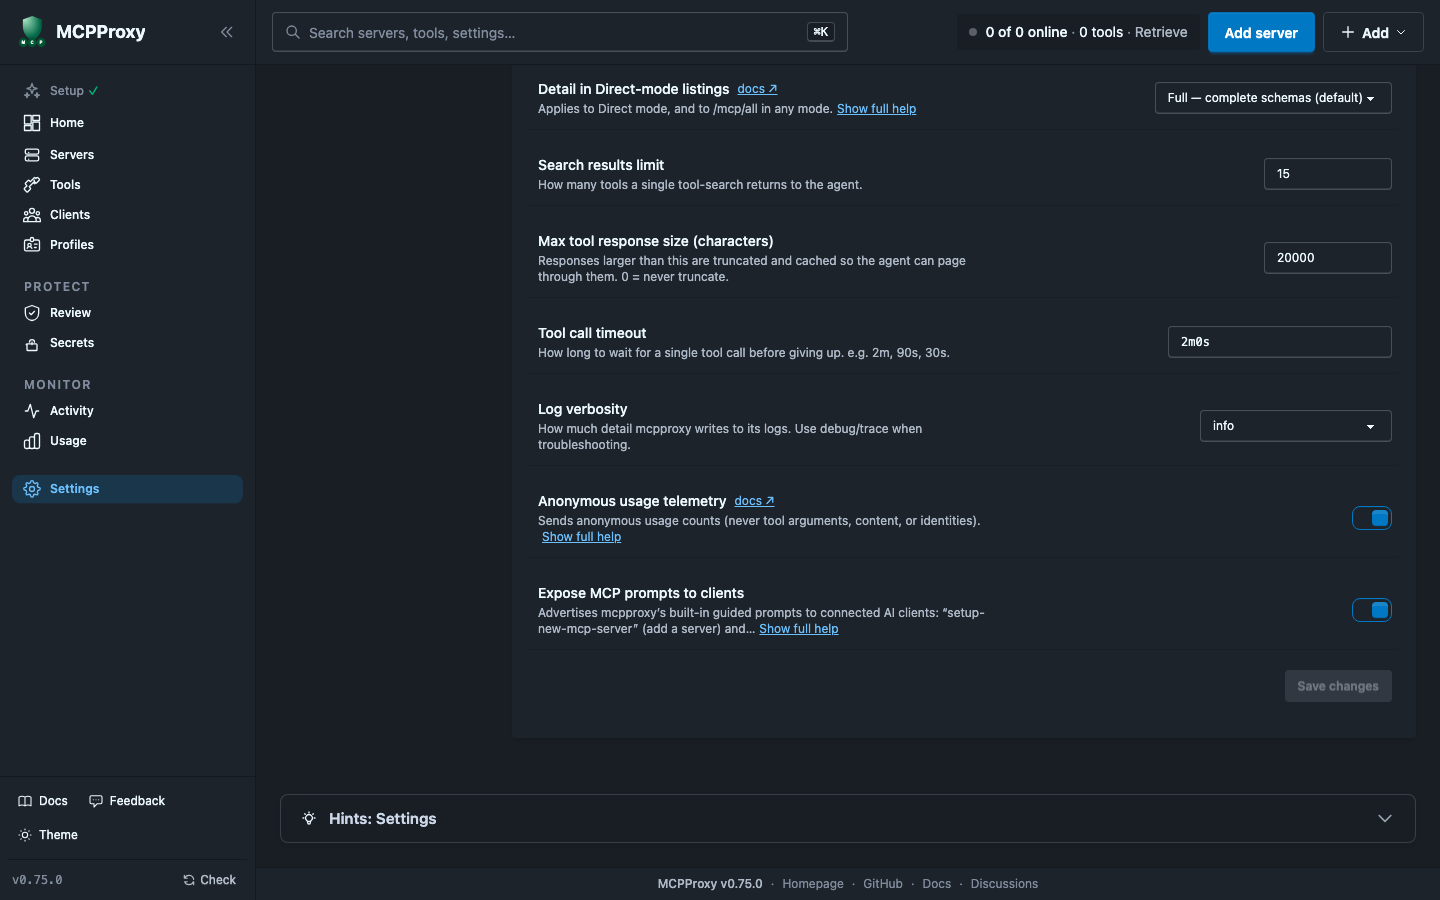 MCPProxy
Search servers, tools, settings...
⌘K
0 of 0 online · 0 tools · Retrieve
Add server
Add
Setup
Home
Servers
Tools
Clients
Profiles
PROTECT
Review
Secrets
MONITOR
Activity
Usage
Settings
Docs
Feedback
Theme
v0.75.0
Check
Detail in Direct-mode listings docs ↗
Applies to Direct mode, and to /mcp/all in any mode. Show full help
Full — complete schemas (default)
Search results limit
How many tools a single tool-search returns to the agent.
15
Max tool response size (characters)
Responses larger than this are truncated and cached so the agent can page
through them. 0 = never truncate.
20000
Tool call timeout
How long to wait for a single tool call before giving up. e.g. 2m, 90s, 30s.
2m0s
Log verbosity
How much detail mcpproxy writes to its logs. Use debug/trace when
troubleshooting.
info
Anonymous usage telemetry docs ↗
Sends anonymous usage counts (never tool arguments, content, or identities).
Show full help
Expose MCP prompts to clients
Advertises mcpproxy's built-in guided prompts to connected AI clients: “setup-
new-mcp-server” (add a server) and... Show full help
Save changes
Hints: Settings
MCPProxy v0.75.0 · Homepage · GitHub · Docs · Discussions